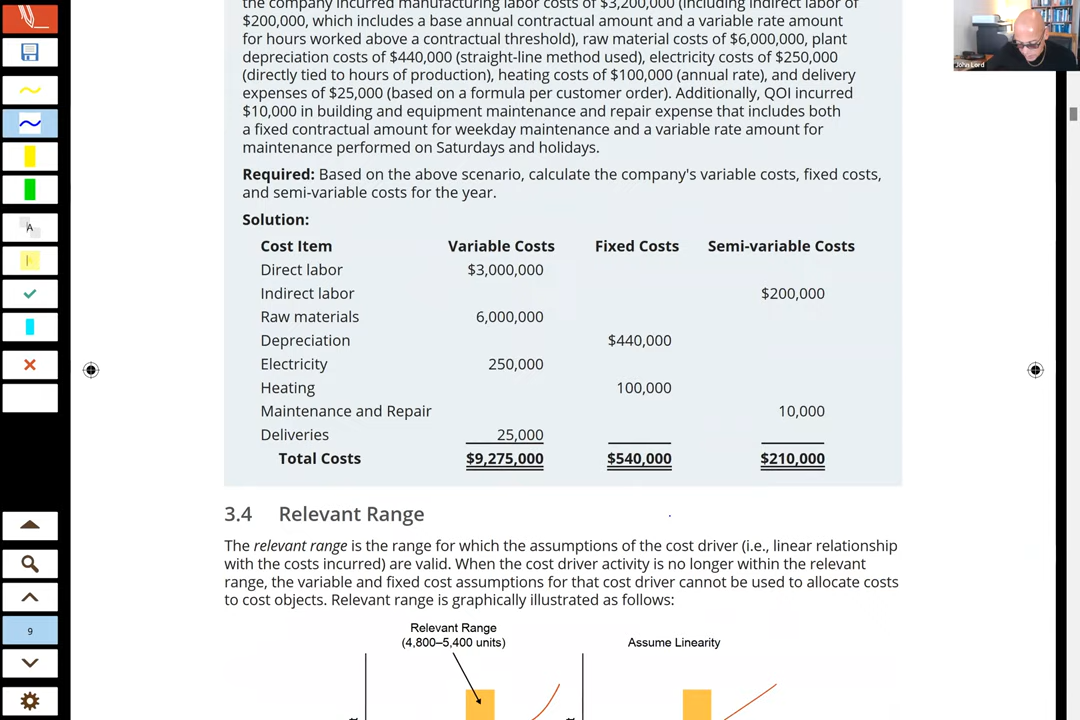 the company incurred manufacturing labor costs of $3,200,000 (including indirect labor of
$200,000, which includes a base annual contractual amount and a variable rate amount
for hours worked above a contractual threshold), raw material costs of $6,000,000, plant
depreciation costs of $440,000 (straight-line method used), electricity costs of $250,000
(directly tied to hours of production), heating costs of $100,000 (annual rate), and delivery
expenses of $25,000 (based on a formula per customer order). Additionally, QOI incurred
$10,000 in building and equipment maintenance and repair expense that includes both
a fixed contractual amount for weekday maintenance and a variable rate amount for
maintenance performed on Saturdays and holidays.
Required: Based on the above scenario, calculate the company's variable costs, fixed costs,
and semi-variable costs for the year.
Solution:
Cost Item Variable Costs Fixed Costs Semi-variable Costs
Direct labor $3,000,000
Indirect labor $200,000
Raw materials 6,000,000
Depreciation $440,000
Electricity 250,000
Heating 100,000
Maintenance and Repair 10,000
Deliveries 25,000
Total Costs $9,275,000 $540,000 $210,000
3.4 Relevant Range
The relevant range is the range for which the assumptions of the cost driver (i.e., linear relationship
with the costs incurred) are valid. When the cost driver activity is no longer within the relevant
range, the variable and fixed cost assumptions for that cost driver cannot be used to allocate costs
to cost objects. Relevant range is graphically illustrated as follows:
Relevant Range
(4,800–5,400 units)
Assume Linearity
John Lord
A
9